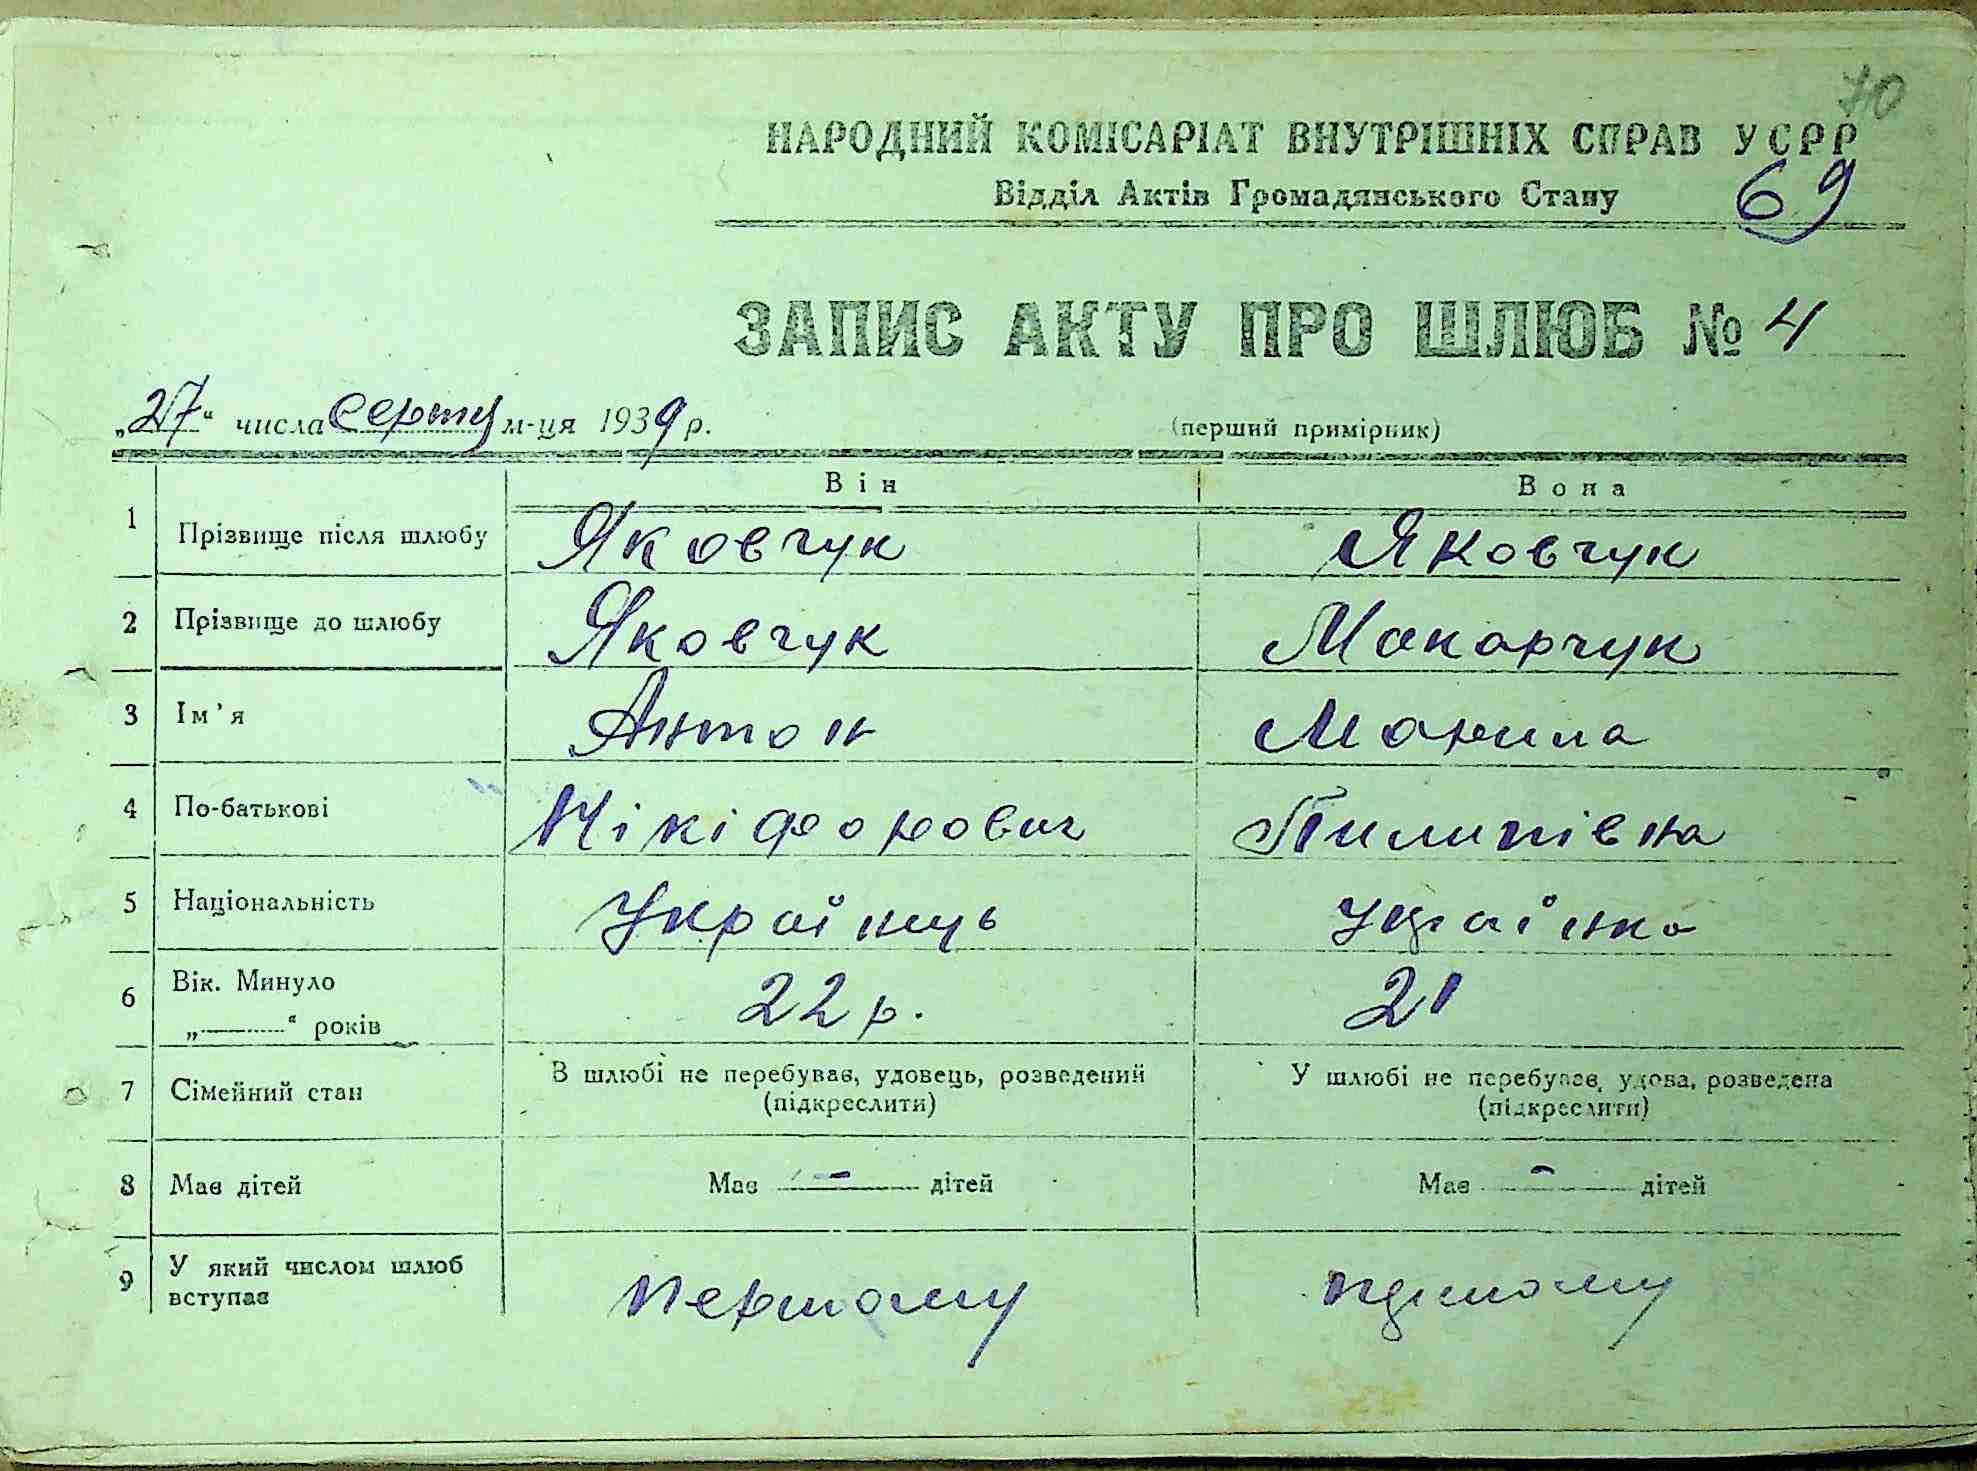 70
НАРОДНИЙ КОМІСАРІАТ ВНУТРІШНІХ СПРАВ УСРР
Відділ Актів Громадянського Стану 69
ЗАПИС АКТУ ПРО ШЛЮБ № 4
„27“ числа серпня м-ця 1939 р. (перший примірник)
Він Вона
1 Прізвище після шлюбу Яковчук Яковчук
2 Прізвище до шлюбу Яковчук Макарчук
3 Ім'я Антон
4 По-батькові Нікіфорович Пилипівна
5 Національність Українець Українка
6 Вік. Минуло 22 р. 21
„ “ років
7 Сімейний стан В шлюбі не перебував, удовець, розведений У шлюбі не перебував, удова, розведена
(підкреслити) (підкреслити)
8 Має дітей Має - дітей Має - дітей
9 У який числом шлюб першому першому
вступає